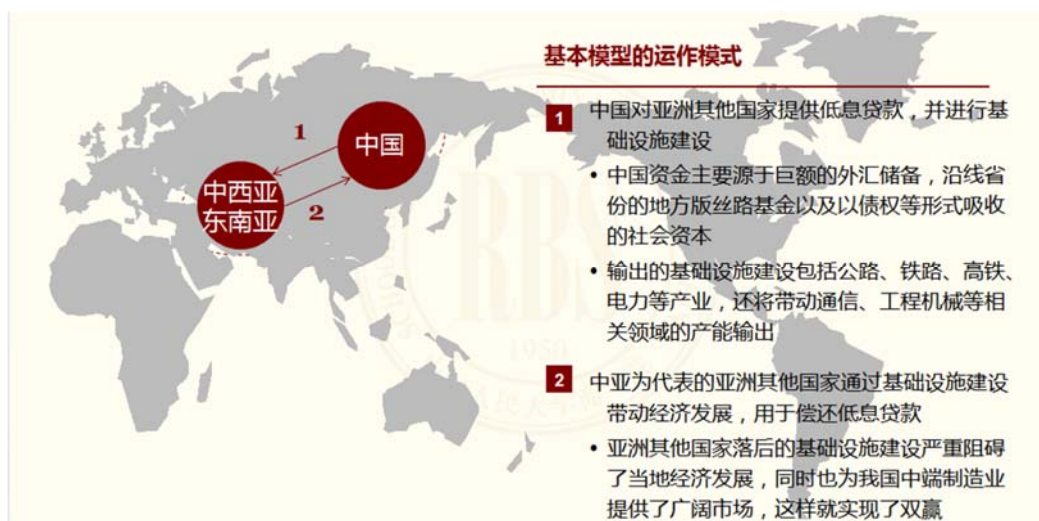 基本模型的运作模式
1 中国对亚洲其他国家提供低息贷款，并进行基
础设施建设
• 中国资金主要源于巨额的外汇储备，沿线省
份的地方版丝路基金以及以债权等形式吸收
的社会资本
• 输出的基础设施建设包括公路、铁路、高铁、
电力等产业，还将带动通信、工程机械等相
关领域的产能输出
2 中亚为代表的亚洲其他国家通过基础设施建设
带动经济发展，用于偿还低息贷款
• 亚洲其他国家落后的基础设施建设严重阻碍
了当地经济发展，同时也为我国中端制造业
提供了广阔市场，这样就实现了双赢
1
中国
中西亚
东南亚
2
RBS
1950